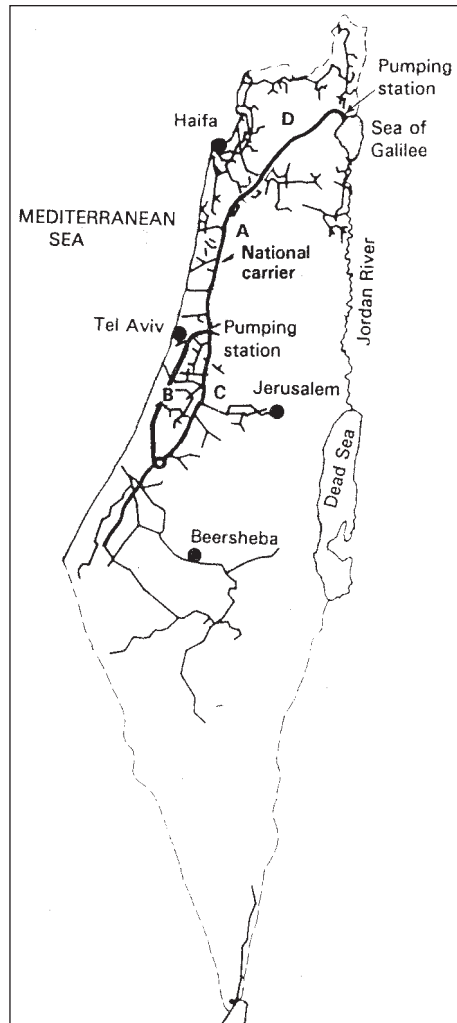 Pumping
station
D
Haifa
Sea of
Galilee
MEDITERRANEAN
SEA
A
National
carrier
Jordan River
Tel Aviv
Pumping
station
B
C
Jerusalem
Dead Sea
Beersheba